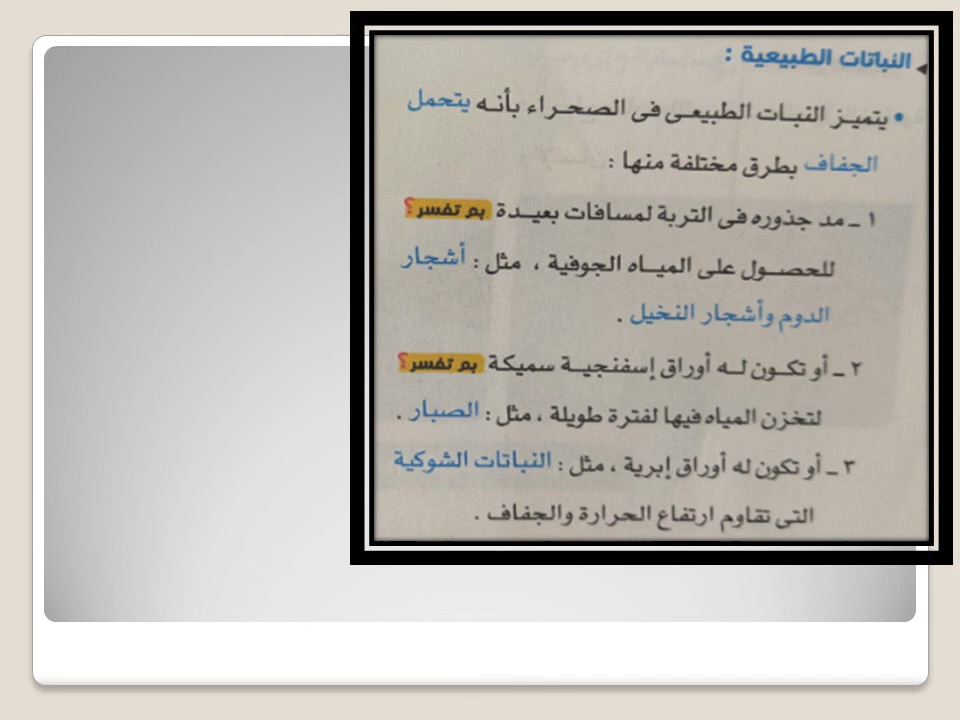 النباتات الطبيعية :
• يتميز النبات الطبيعى فى الصحراء بأنه يتحمل
الجفاف بطرق مختلفة منها :
١ ـ مد جذوره فى التربة لمسافات بعيدة بم تفسر؟
للحصول على المياه الجوفية ، مثل : أشجار
الدوم وأشجار النخيل .
٢ ـ أو تكون له أوراق إسفنجية سميكة بم تفسر؟
لتخزن المياه فيها لفترة طويلة ، مثل : الصبار .
٣ ـ أو تكون له أوراق إبرية ، مثل : النباتات الشوكية
التى تقاوم ارتفاع الحرارة والجفاف .